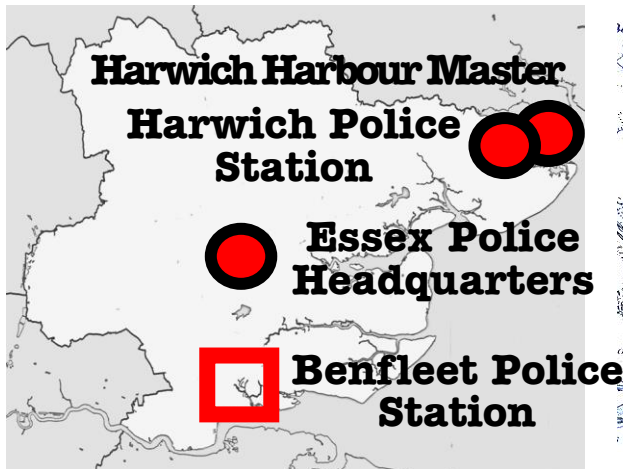 Harwich Harbour Master
Harwich Police
Station
Essex Police
Headquarters
Benfleet Police
Station